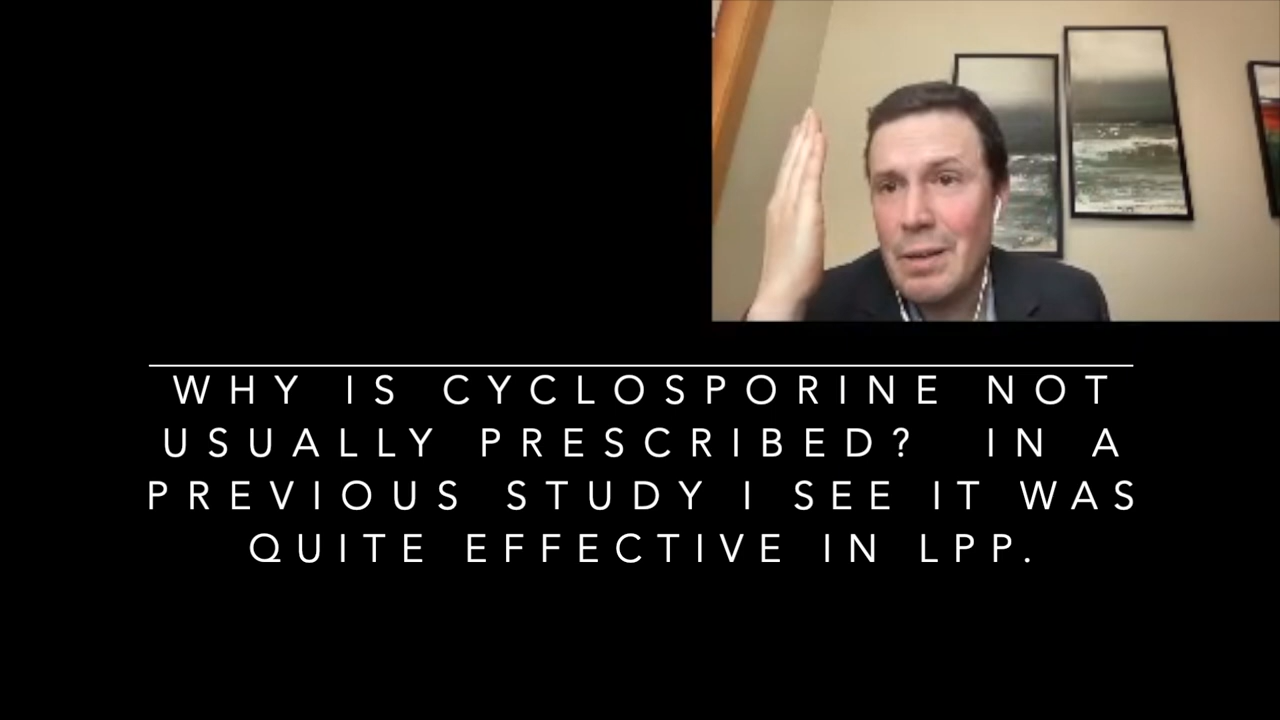 WHY IS CYCLOSPORINE NOT
USUALLY PRESCRIBED? IN A
PREVIOUS STUDY I SEE IT WAS
QUITE EFFECTIVE IN LPP.